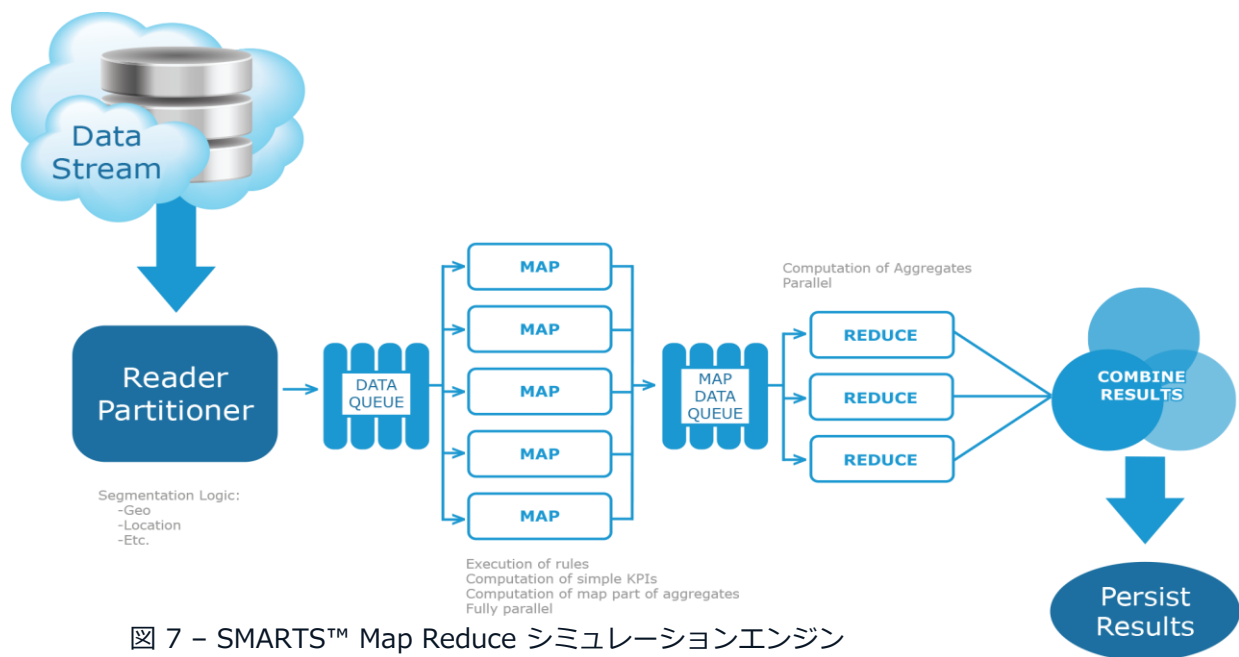 Data
Stream
Reader
Partitioner
Segmentation Logic:
-Geo
-Location
-Etc.
DATA
QUEUE
MAP
MAP
MAP
MAP
MAP
Execution of rules
Computation of simple KPIs
Computation of map part of aggregates
Fully parallel
MAP
DATA
QUEUE
Computation of Aggregates
Parallel
REDUCE
REDUCE
REDUCE
COMBINE
RESULTS
Persist
Results
図 7 – SMARTS™ Map Reduce シミュレーションエンジン